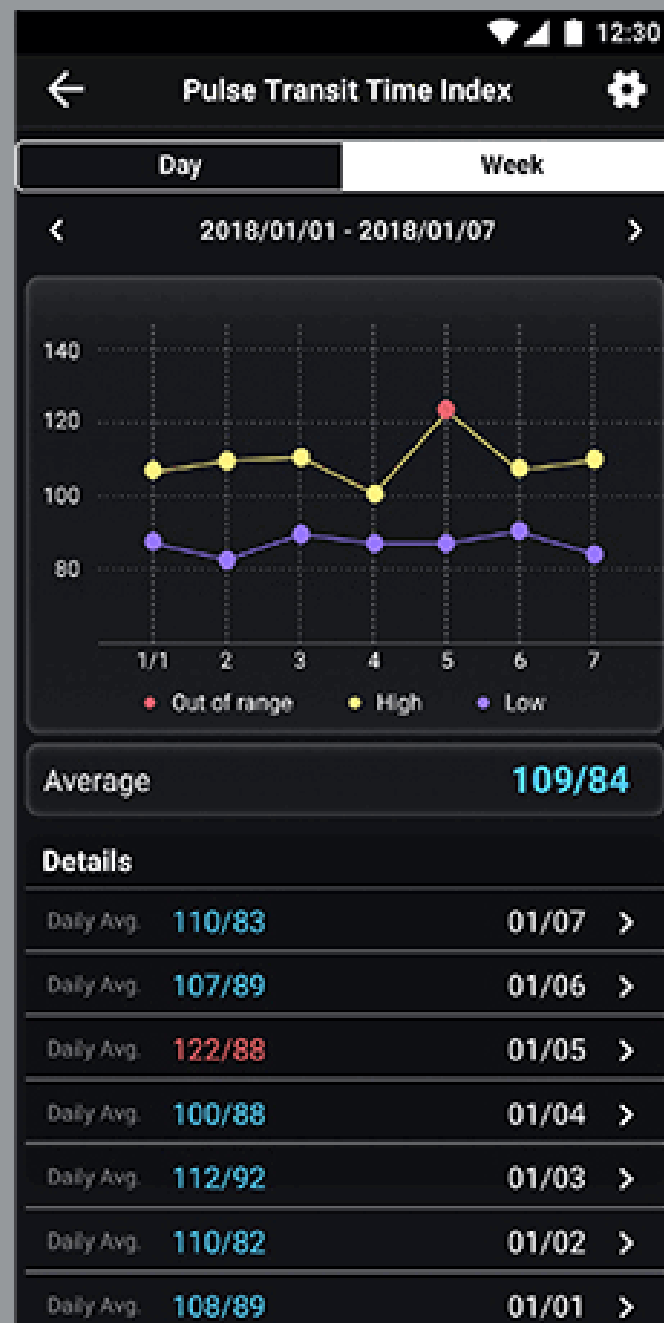 12:30
Pulse Transit Time Index
Day Week
2018/01/01 - 2018/01/07
140
120
100
80
1/1 2 3 4 5 6 7
Out of range High Low
Average 109/84
Details
Daily Avg. 110/83 01/07
Daily Avg. 107/89 01/06
Daily Avg. 122/88 01/05
Daily Avg. 100/88 01/04
Daily Avg. 112/92 01/03
Daily Avg. 110/82 01/02
Daily Avg. 108/89 01/01